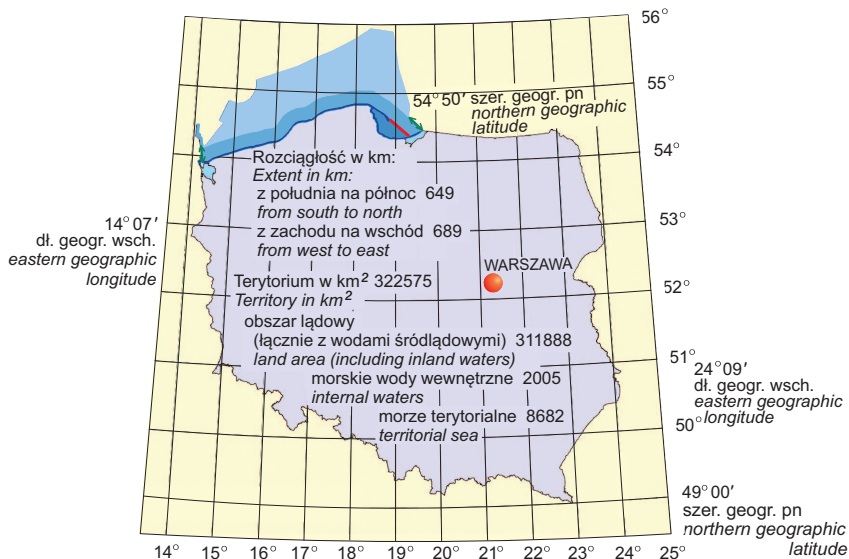 56°
55°
54°50′ szer. geogr. pn
northern geographic
latitude
54°
Rozciągłość w km:
Extent in km:
z południa na północ 649
from south to north
z zachodu na wschód 689
from west to east
53°
14°07′
dł. geogr. wsch.
eastern geographic
longitude
WARSZAWA
Terytorium w km² 322575
Territory in km²
52°
obszar lądowy
(łącznie z wodami śródlądowymi) 311888
land area (including inland waters)
51°
24°09′
dł. geogr. wsch.
eastern geographic
longitude
morskie wody wewnętrzne 2005
internal waters
morze terytorialne 8682
territorial sea
50°
49°00′
szer. geogr. pn
northern geographic
latitude
14° 15° 16° 17° 18° 19° 20° 21° 22° 23° 24° 25°